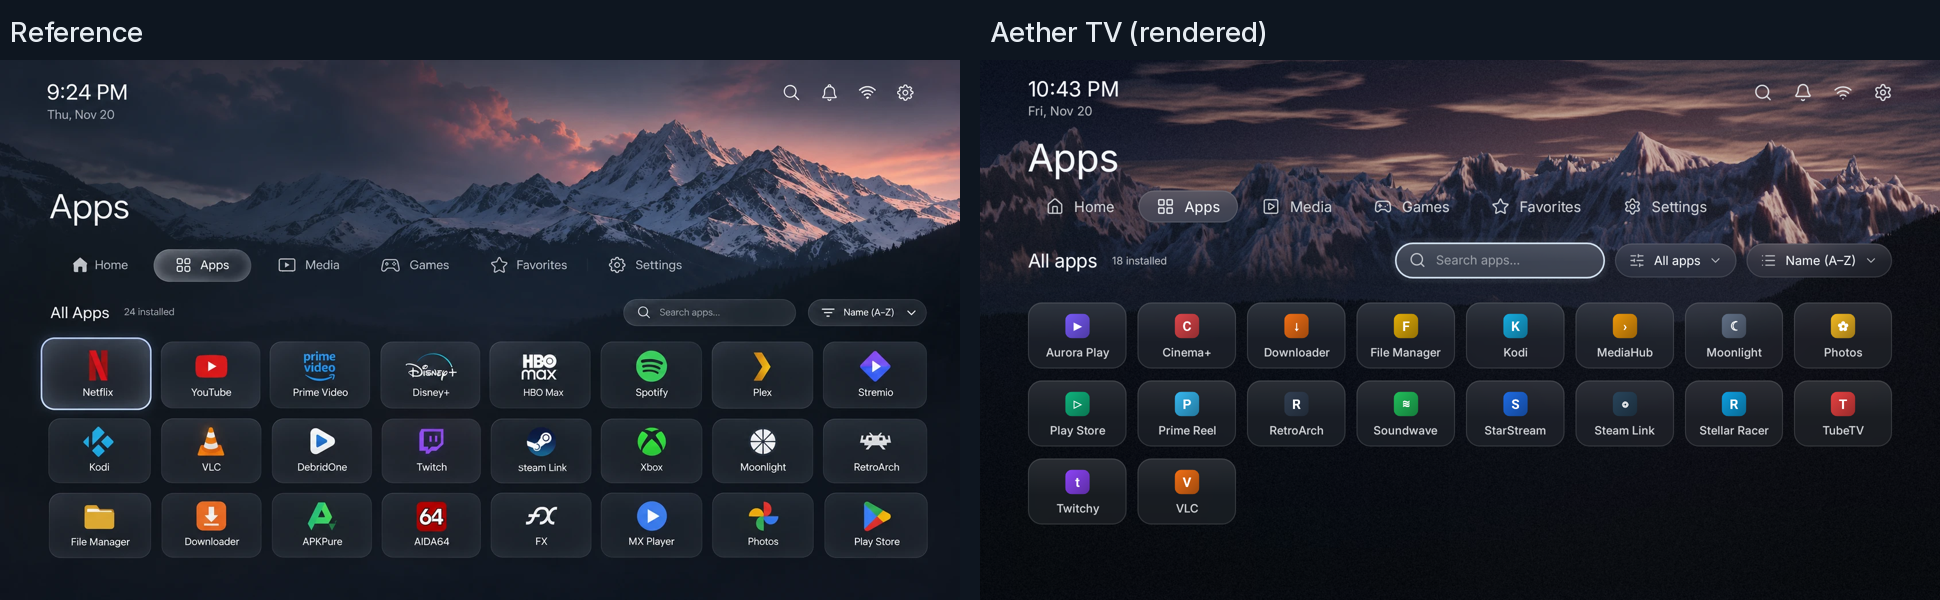 Reference
9:24 PM
Thu, Nov 20
Apps
Home Apps Media Games Favorites Settings
All Apps 24 installed Search apps... Name (A-Z)
prime video DISNEY+ HBO max
Netflix YouTube Prime Video Disney+ HBO Max Spotify Plex Stremio
Kodi VLC DebridOne Twitch Steam Link Xbox Moonlight RetroArch
64 FX
File Manager Downloader APKPure AIDA64 FX MX Player Photos Play Store
Aether TV (rendered)
10:43 PM
Fri, Nov 20
Apps
Home Apps Media Games Favorites Settings
All apps 18 installed Search apps... All apps Name (A–Z)
C F K
Aurora Play Cinema+ Downloader File Manager Kodi MediaHub Moonlight Photos
P R S R T
Play Store Prime Reel RetroArch Soundwave StarStream Steam Link Stellar Racer TubeTV
t V
Twitchy VLC